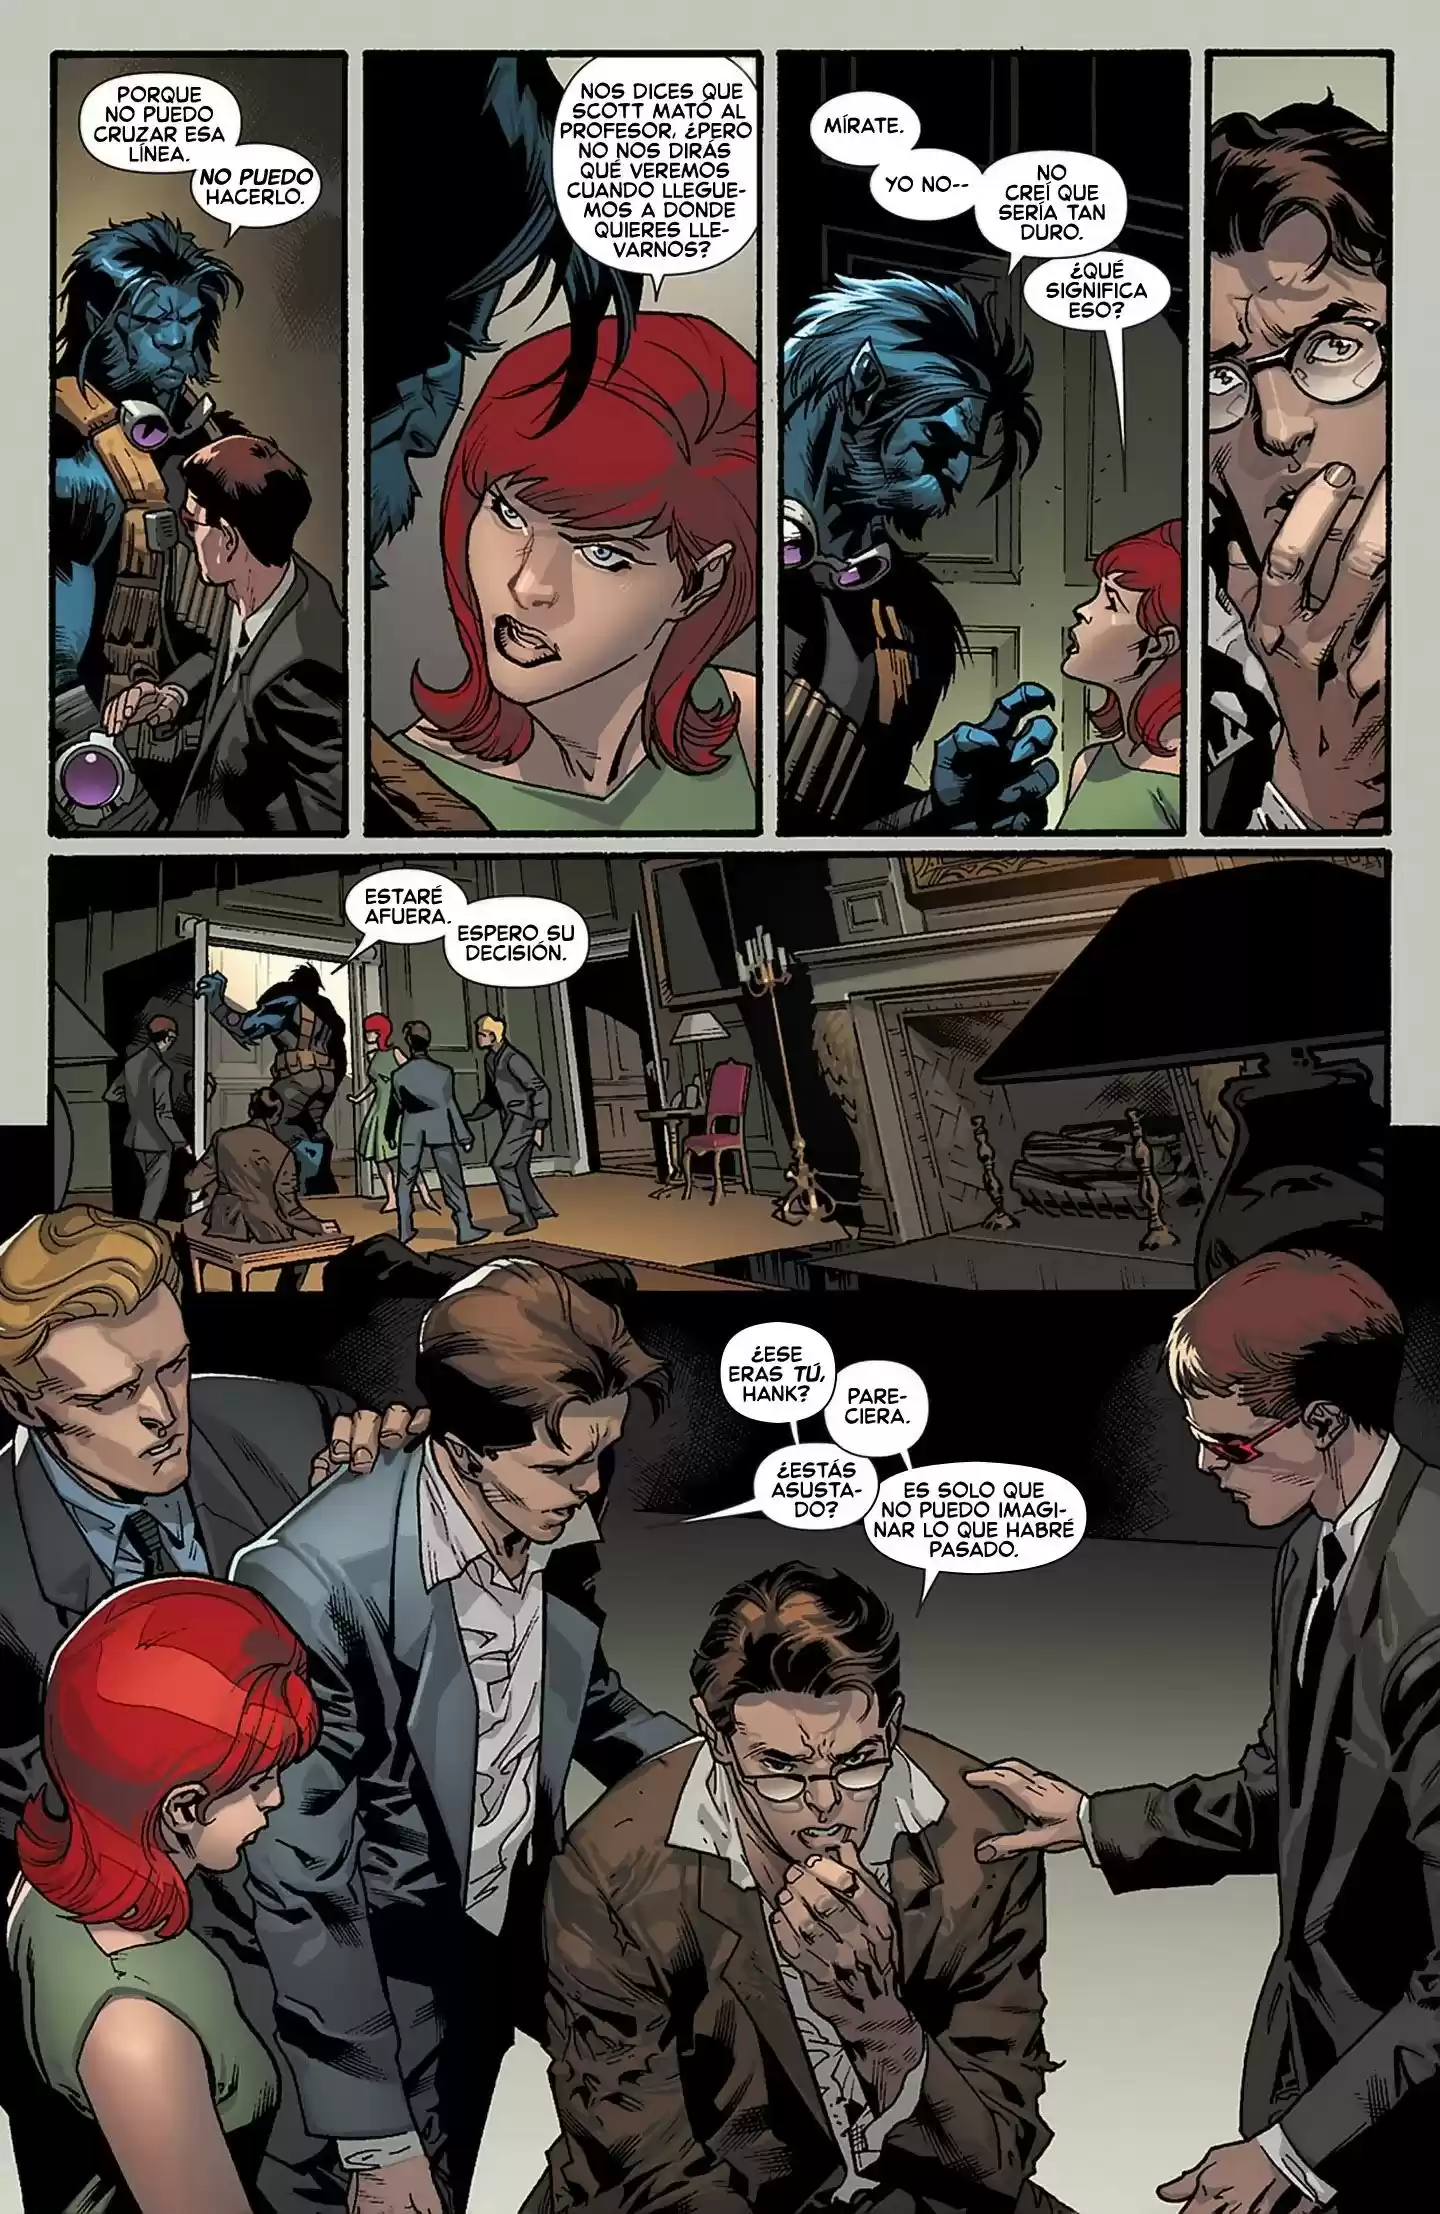 PORQUE
NO PUEDO
CRUZAR ESA
LÍNEA.
NO PUEDO
HACERLO.
NOS DICES QUE
SCOTT MATÓ AL
PROFESOR, ¿PERO
NO NOS DIRÁS
QUÉ VEREMOS
CUANDO LLEGUE-
MOS A DONDE
QUIERES LLE-
VARNOS?
MÍRATE.
YO NO--
NO
CREÍ QUE
SERÍA TAN
DURO.
¿QUÉ
SIGNIFICA
ESO?
ESTARÉ
AFUERA.
ESPERO SU
DECISIÓN.
¿ESE
ERAS TÚ,
HANK?
PARE-
CIERA.
¿ESTÁS
ASUSTA-
DO?
ES SOLO QUE
NO PUEDO IMAGI-
NAR LO QUE HABRÉ
PASADO.